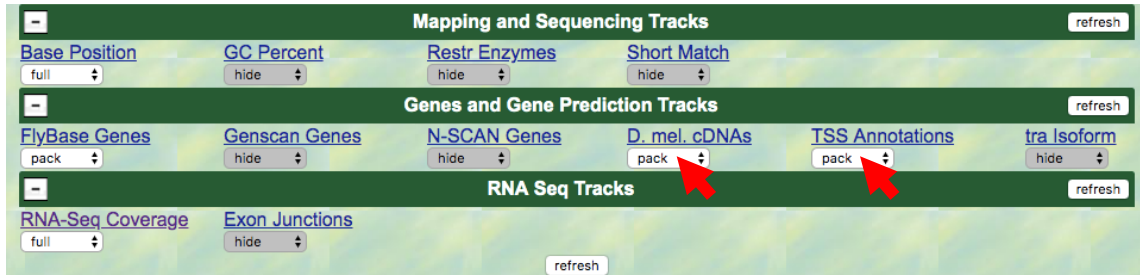 - Mapping and Sequencing Tracks refresh
Base Position GC Percent Restr Enzymes Short Match
full hide hide hide
- Genes and Gene Prediction Tracks refresh
FlyBase Genes Genscan Genes N-SCAN Genes D. mel. cDNAs TSS Annotations tra Isoform
pack hide hide pack pack hide
- RNA Seq Tracks refresh
RNA-Seq Coverage Exon Junctions
full hide
refresh